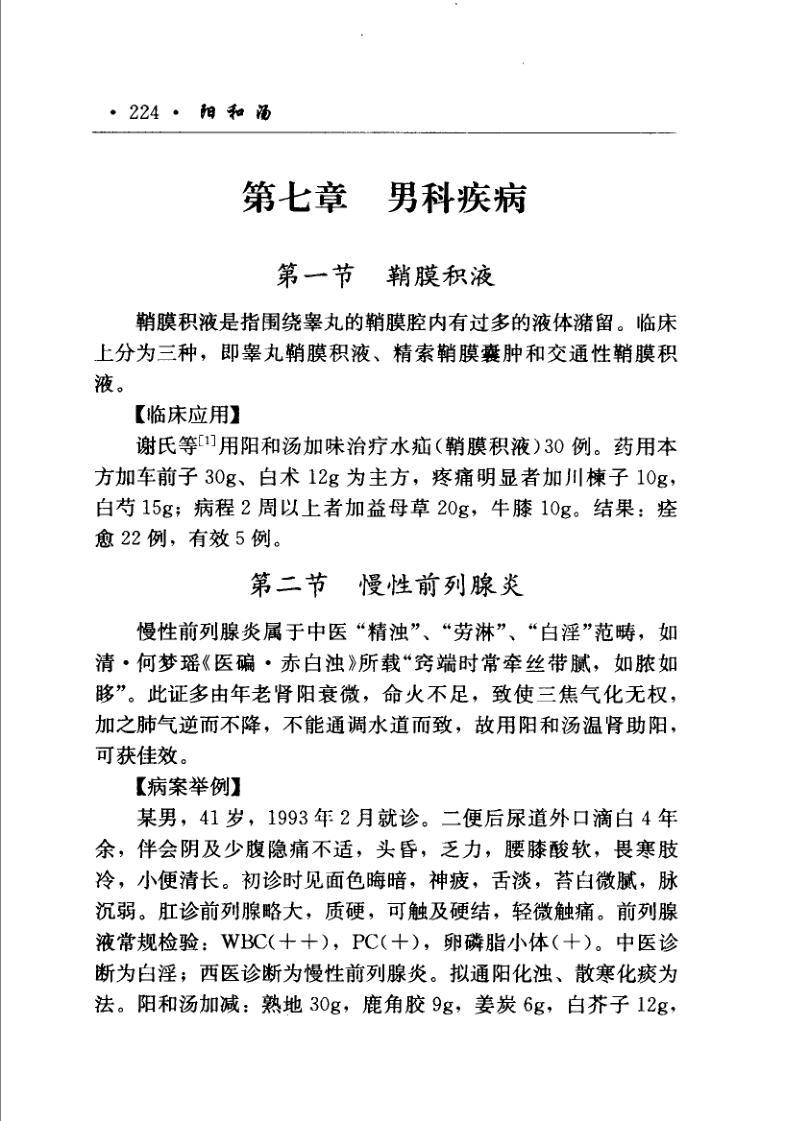 · 224 · 阳和汤
第七章 男科疾病
第一节 鞘膜积液
鞘膜积液是指围绕睾丸的鞘膜腔内有过多的液体潴留。临床
上分为三种，即睾丸鞘膜积液、精索鞘膜囊肿和交通性鞘膜积
液。
【临床应用】
谢氏等[1]用阳和汤加味治疗水疝(鞘膜积液)30 例。药用本
方加车前子 30g、白术 12g 为主方，疼痛明显者加川楝子 10g，
白芍 15g；病程 2 周以上者加益母草 20g，牛膝 10g。结果：痊
愈 22 例，有效 5 例。
第二节 慢性前列腺炎
慢性前列腺炎属于中医“精浊”、“劳淋”、“白淫”范畴，如
清·何梦瑶《医碥·赤白浊》所载“窍端时常牵丝带腻，如脓如
眵”。此证多由年老肾阳衰微，命火不足，致使三焦气化无权，
加之肺气逆而不降，不能通调水道而致，故用阳和汤温肾助阳，
可获佳效。
【病案举例】
某男，41 岁，1993 年 2 月就诊。二便后尿道外口滴白 4 年
余，伴会阴及少腹隐痛不适，头昏，乏力，腰膝酸软，畏寒肢
冷，小便清长。初诊时见面色晦暗，神疲，舌淡，苔白微腻，脉
沉弱。肛诊前列腺略大，质硬，可触及硬结，轻微触痛。前列腺
液常规检验：WBC(＋＋)，PC(＋)，卵磷脂小体(＋)。中医诊
断为白淫；西医诊断为慢性前列腺炎。拟通阳化浊、散寒化痰为
法。阳和汤加减：熟地 30g，鹿角胶 9g，姜炭 6g，白芥子 12g，